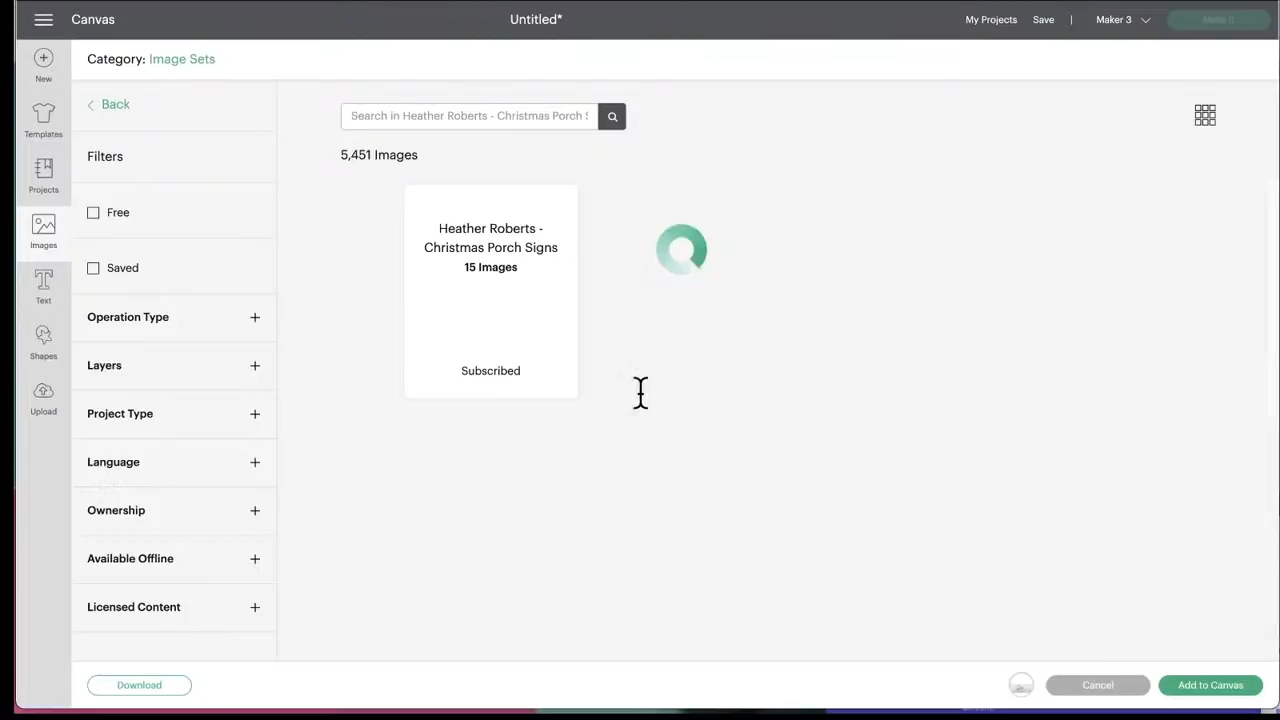 Canvas
Untitled*
My Projects
Save
|
Maker 3
Make It
New
Templates
Projects
Images
Text
Shapes
Upload
Category: Image Sets
Back
Filters
Free
Saved
Operation Type
Layers
Project Type
Language
Ownership
Available Offline
Licensed Content
Search in Heather Roberts - Christmas Porch S
5,451 Images
Heather Roberts -
Christmas Porch Signs
15 Images
Subscribed
Download
Cancel
Add to Canvas